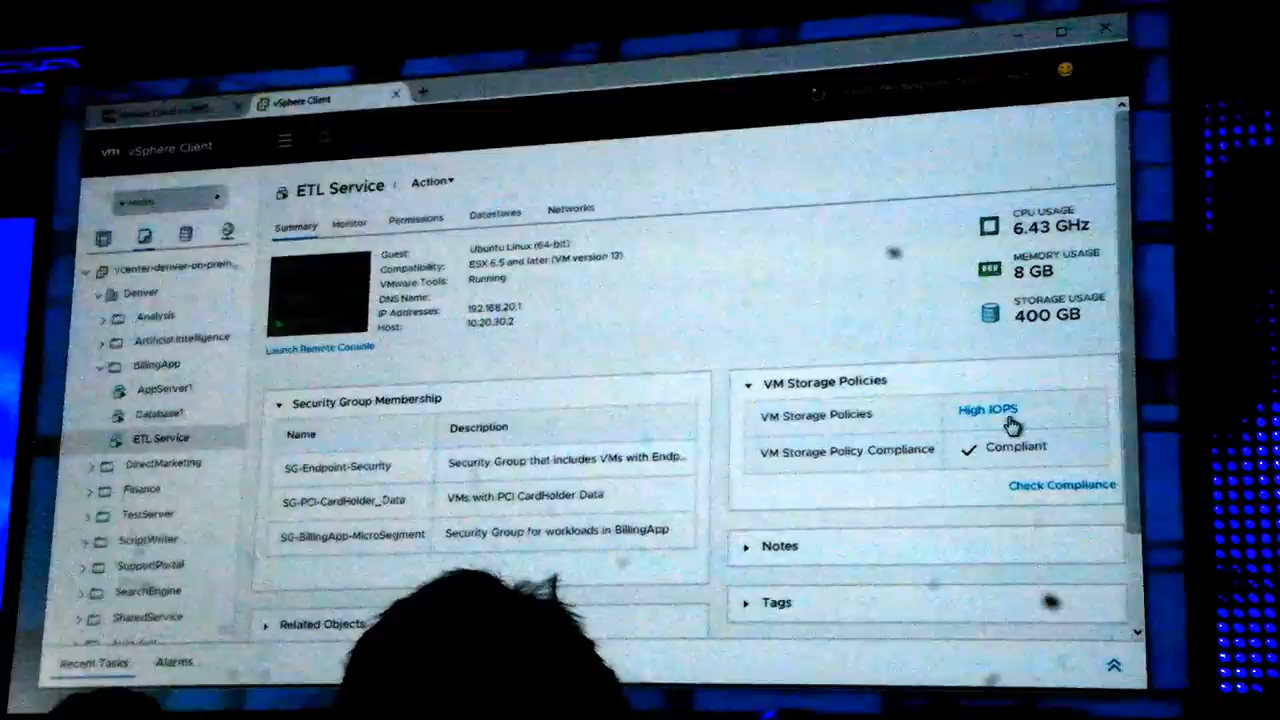 vSphere Client
vm vSphere Client
ETL Service / Action
Summary Monitor Permissions Datastores Networks
CPU USAGE
6.43 GHz
MEMORY USAGE
8 GB
STORAGE USAGE
400 GB
Guest: Ubuntu Linux (64-bit)
Compatibility: ESX 6.5 and later (VM version 13)
VMware Tools: Running
DNS Name:
IP Addresses: 192.168.20.1
Host: 10.20.30.2
Launch Remote Console
vcenter-denver-on-prem...
Denver
Analysis
Artificial Intelligence
BillingApp
AppServer1
Database1
ETL Service
DirectMarketing
Finance
TestServer
ScriptWriter
SupportPortal
SearchEngine
SharedService
Security Group Membership
Name Description
SG-Endpoint-Security Security Group that includes VMs with Endp...
SG-PCI-CardHolder_Data VMs with PCI CardHolder Data
SG-BillingApp-MicroSegment Security Group for workloads in BillingApp
Related Objects
VM Storage Policies
VM Storage Policies High IOPS
VM Storage Policy Compliance Compliant
Check Compliance
Notes
Tags
Recent Tasks Alarms